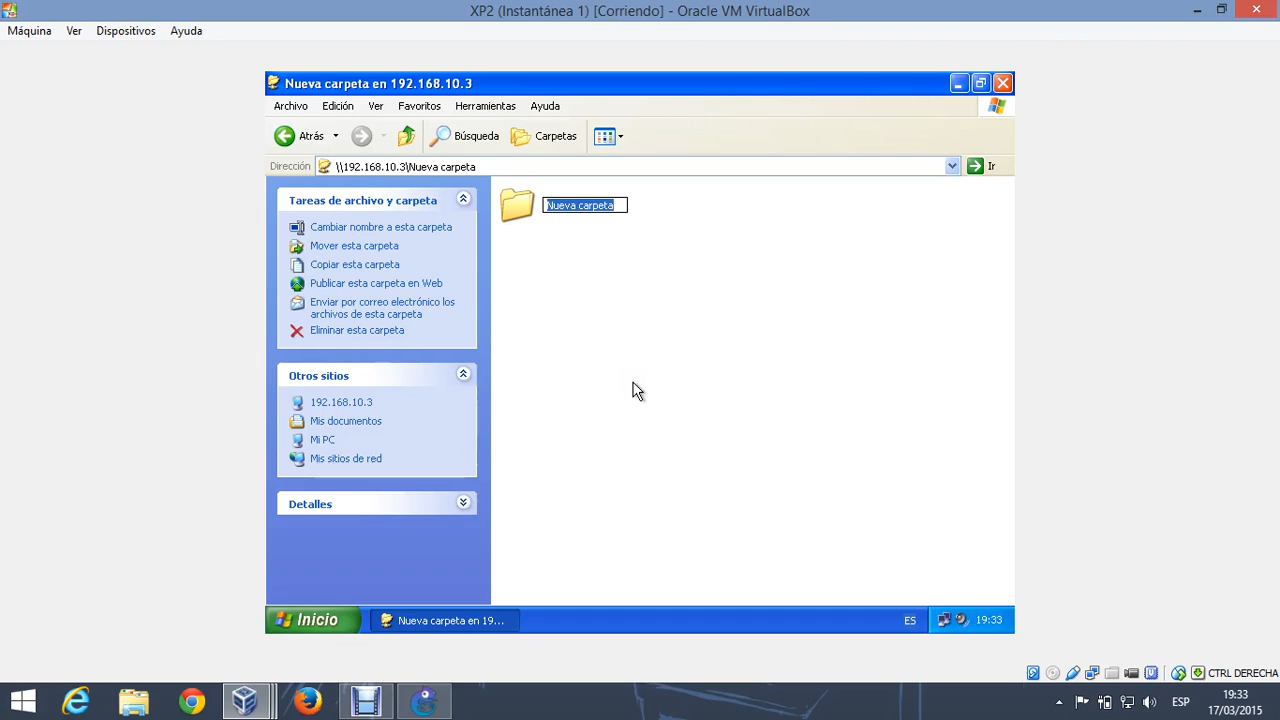 XP2 (Instantánea 1) [Corriendo] - Oracle VM VirtualBox
Máquina Ver Dispositivos Ayuda
Nueva carpeta en 192.168.10.3
Archivo Edición Ver Favoritos Herramientas Ayuda
Atrás Búsqueda Carpetas
Dirección \\192.168.10.3\Nueva carpeta Ir
Tareas de archivo y carpeta
Nueva carpeta
Cambiar nombre a esta carpeta
Mover esta carpeta
Copiar esta carpeta
Publicar esta carpeta en Web
Enviar por correo electrónico los
archivos de esta carpeta
Eliminar esta carpeta
Otros sitios
192.168.10.3
Mis documentos
Mi PC
Mis sitios de red
Detalles
Inicio Nueva carpeta en 19... ES 19:33
CTRL DERECHA
ESP 19:33
17/03/2015